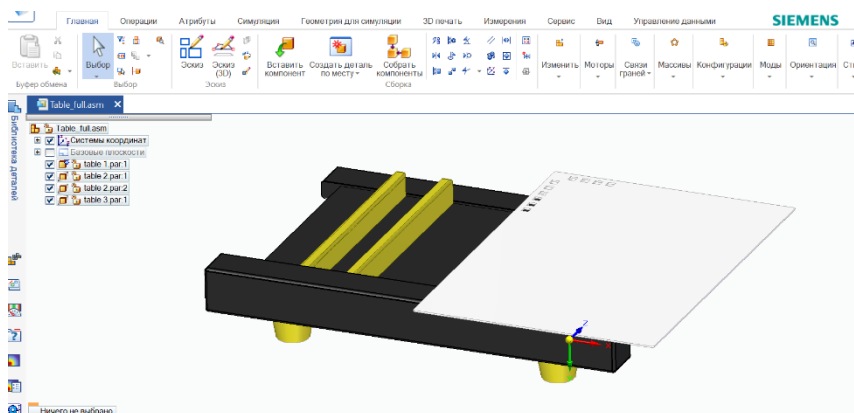 Главная Операции Атрибуты Симуляция Геометрия для симуляции 3D печать Измерения Сервис Вид Управление данными SIEMENS
Вставить Выбор Эскиз Эскиз (3D) Вставить компонент Создать деталь по месту Собрать компоненты Изменить Моторы Связи граней Массивы Конфигурации Моды Ориентация
Буфер обмена Выбор Эскиз Сборка
Table_full.asm
Библиотека деталей
Table_full.asm
Системы координат
Базовые плоскости
table 1.par:1
table 2.par:1
table 2.par:2
table 3.par:1
Z
Ничего не выбрано